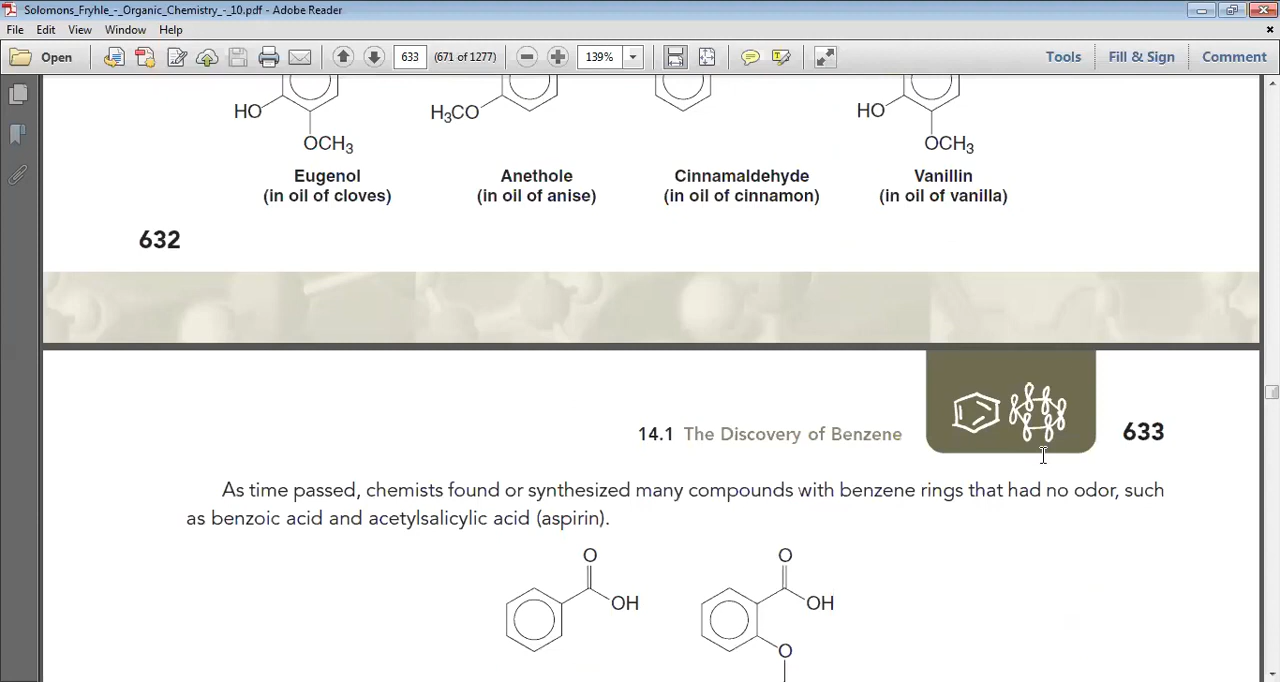 Solomons_Fryhle_-_Organic_Chemistry_-_10.pdf - Adobe Reader
File Edit View Window Help
Open 633 (671 of 1277) 139% Tools Fill & Sign Comment
HO H3CO HO
OCH3 OCH3
Eugenol Anethole Cinnamaldehyde Vanillin
(in oil of cloves) (in oil of anise) (in oil of cinnamon) (in oil of vanilla)
632
14.1 The Discovery of Benzene 633
As time passed, chemists found or synthesized many compounds with benzene rings that had no odor, such
as benzoic acid and acetylsalicylic acid (aspirin).
O O
OH OH
O